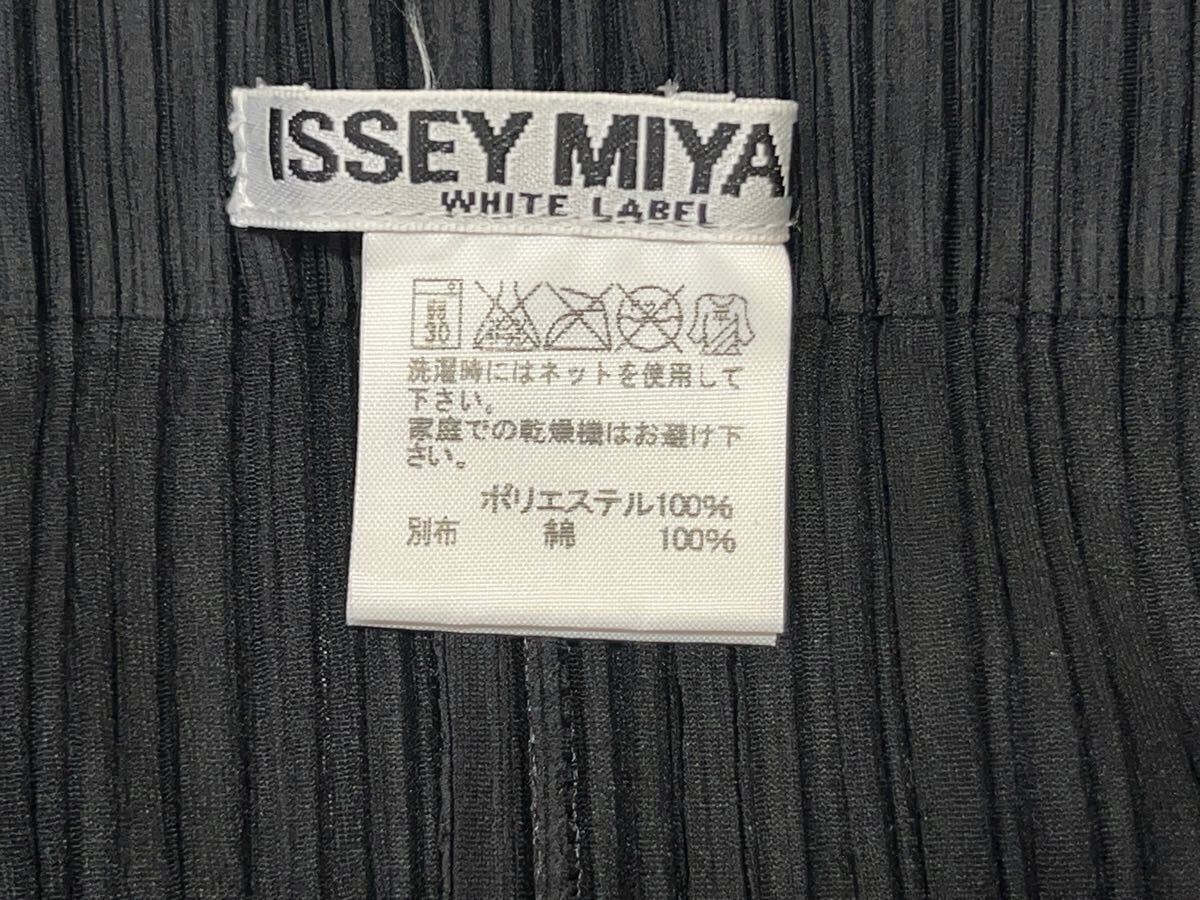 ISSEY MIYA
WHITE LABEL
弱
30
洗濯時にはネットを使用して
下さい。
家庭での乾燥機はお避け下
さい。
ポリエステル100%
別布 綿 100%